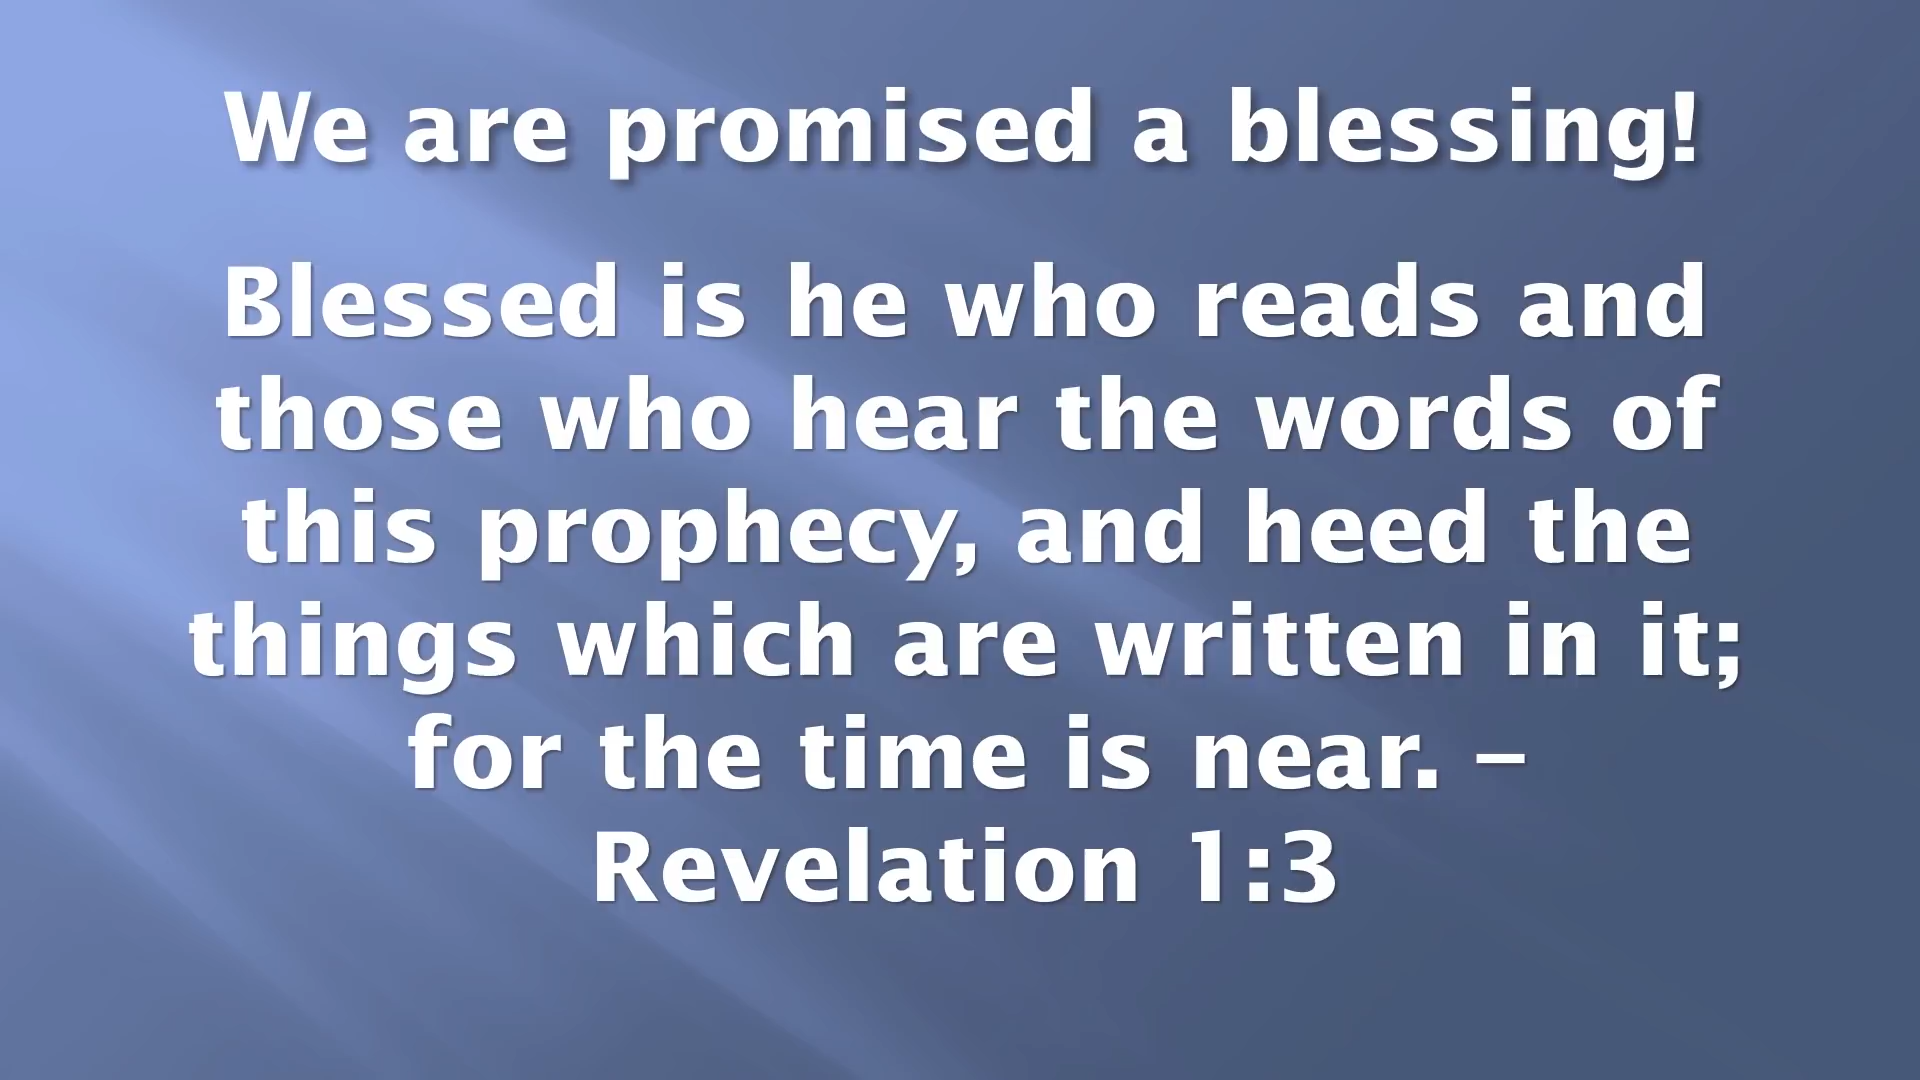 We are promised a blessing!
Blessed is he who reads and
those who hear the words of
this prophecy, and heed the
things which are written in it;
for the time is near. –
Revelation 1:3